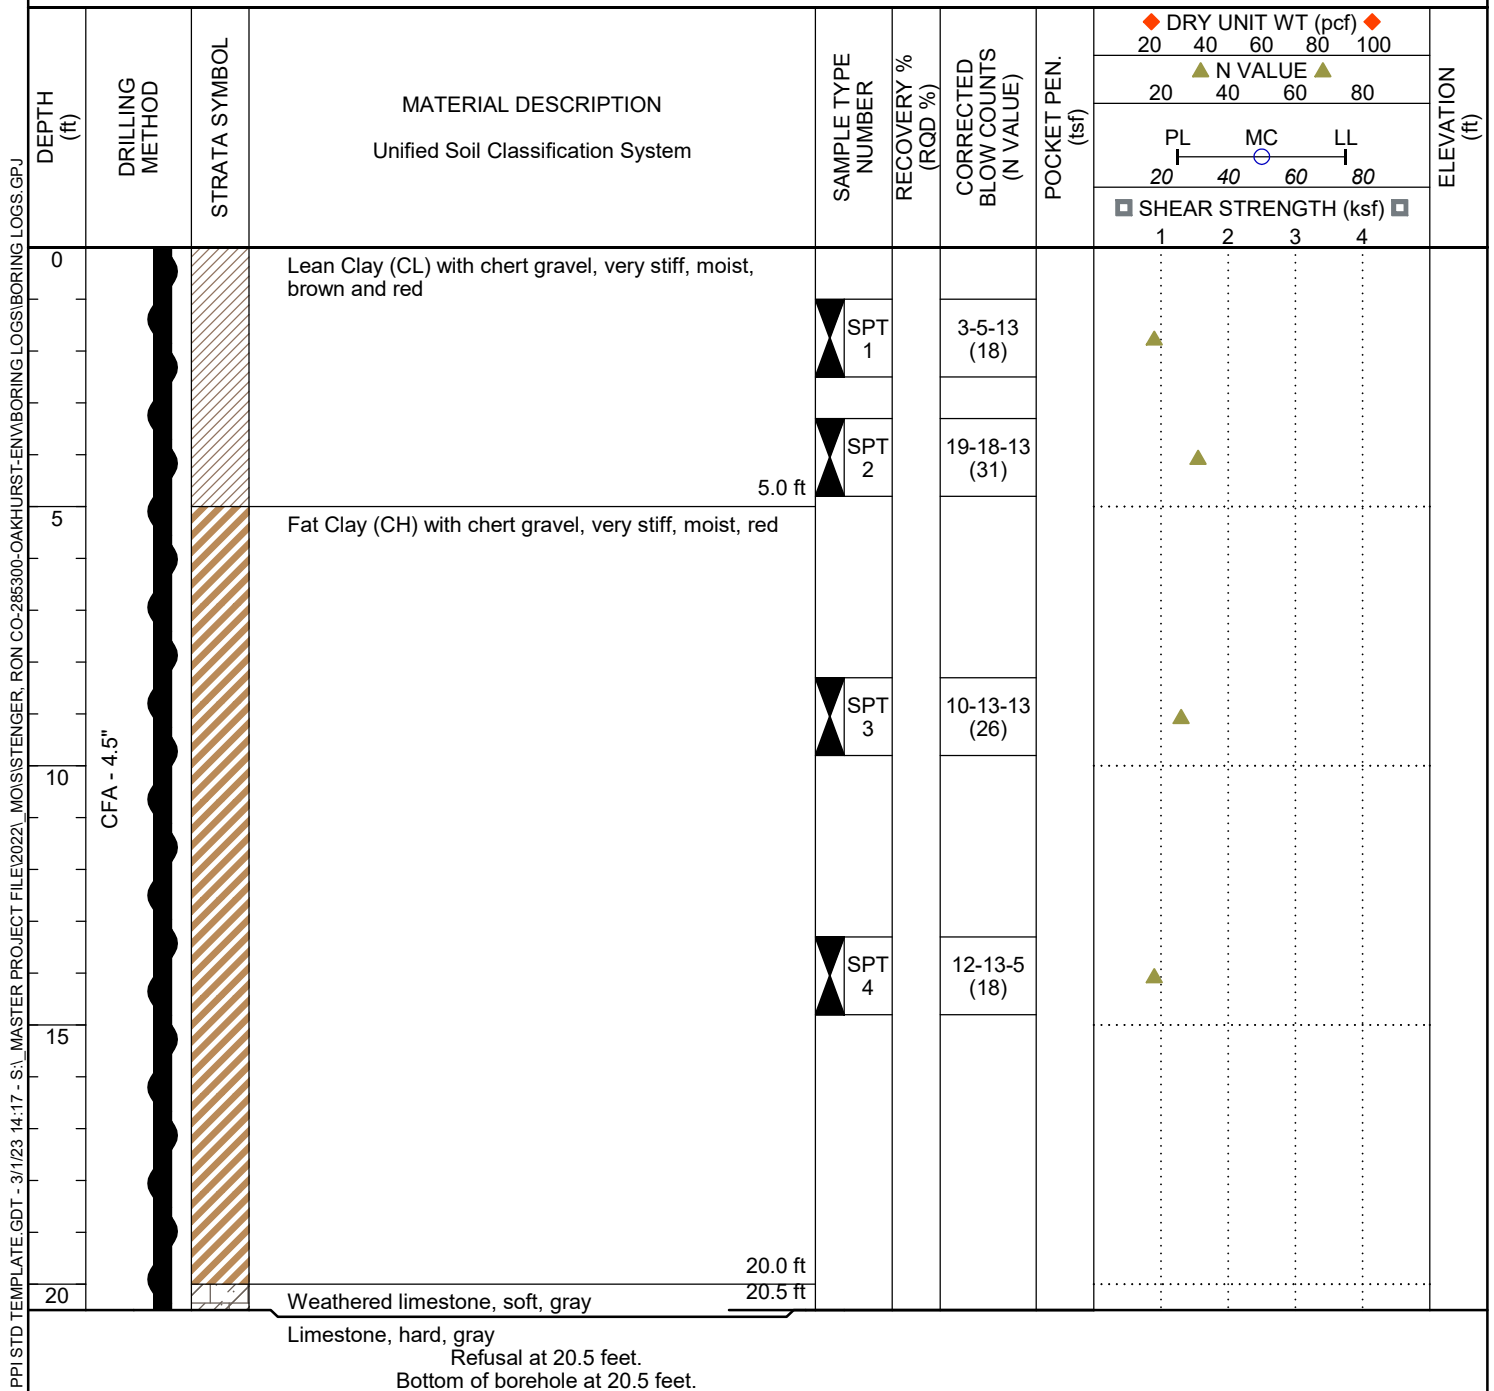 DEPTH
(ft)
DRILLING
METHOD
STRATA SYMBOL
MATERIAL DESCRIPTION
Unified Soil Classification System
SAMPLE TYPE
NUMBER
RECOVERY %
(RQD %)
CORRECTED
BLOW COUNTS
(N VALUE)
POCKET PEN.
(tsf)
DRY UNIT WT (pcf)
20 40 60 80 100
N VALUE
20 40 60 80
PL MC LL
20 40 60 80
SHEAR STRENGTH (ksf)
1 2 3 4
ELEVATION
(ft)
0
Lean Clay (CL) with chert gravel, very stiff, moist,
brown and red
SPT
1
3-5-13
(18)
SPT
2
19-18-13
(31)
5.0 ft
5
Fat Clay (CH) with chert gravel, very stiff, moist, red
SPT
3
10-13-13
(26)
10
CFA - 4.5"
SPT
4
12-13-5
(18)
15
20.0 ft
20
20.5 ft
Weathered limestone, soft, gray
Limestone, hard, gray
Refusal at 20.5 feet.
Bottom of borehole at 20.5 feet.
PPI STD TEMPLATE.GDT - 3/1/23 14:17 - S:\_MASTER PROJECT FILE\2022\_MO\S\STENGER, RON CO-285300-OAKHURST-ENV\BORING LOGS\BORING LOGS.GPJ